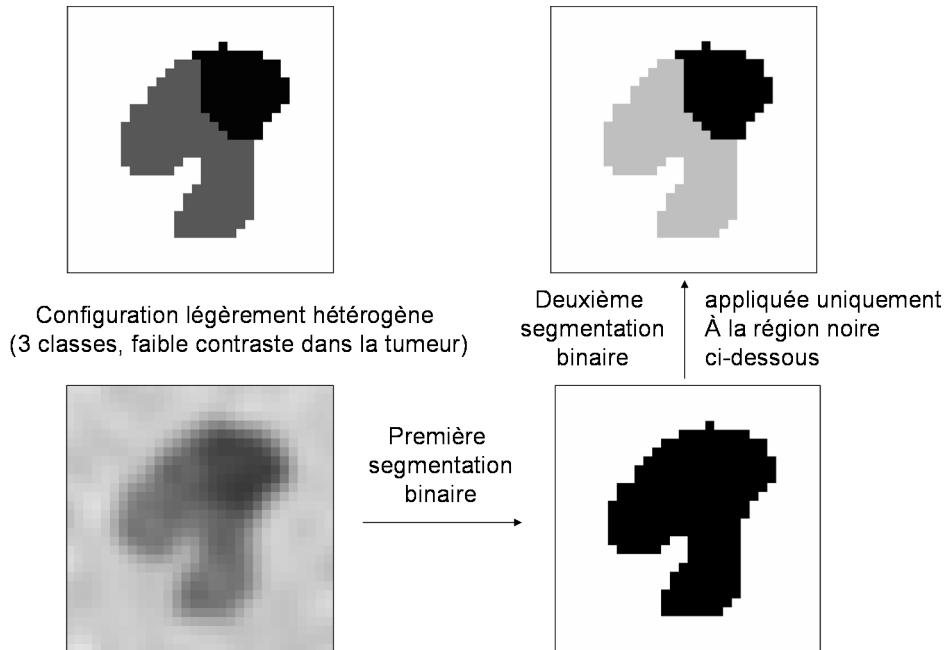 Configuration légèrement hétérogène
(3 classes, faible contraste dans la tumeur)
Deuxième
segmentation
binaire
appliquée uniquement
À la région noire
ci-dessous
Première
segmentation
binaire